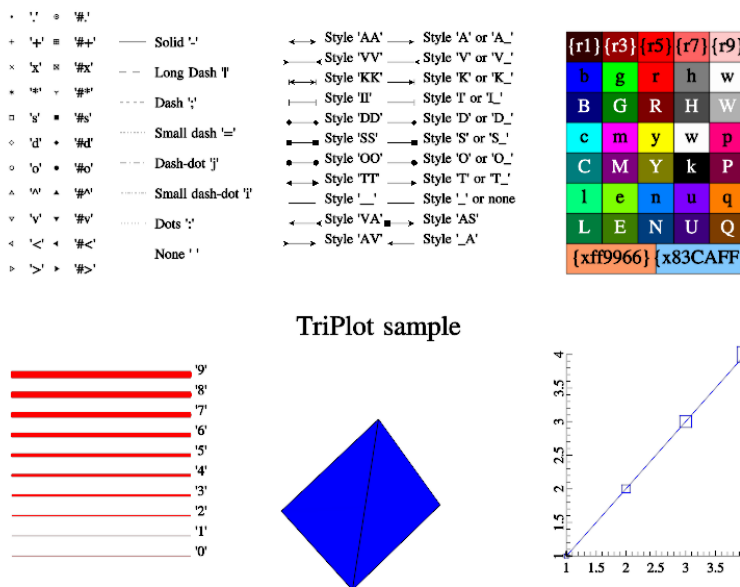 '.' '#.'
'+' '#+'
'x' '#x'
'*' '#*'
's' '#s'
'd' '#d'
'o' '#o'
'^' '#^'
'v' '#v'
'<' '#<'
'>' '#>'
Solid '-'
Long Dash '|'
Dash ';'
Small dash '='
Dash-dot 'j'
Small dash-dot 'i'
Dots ':'
None ' '
Style 'AA' Style 'A' or 'A_'
Style 'VV' Style 'V' or 'V_'
Style 'KK' Style 'K' or 'K_'
Style 'II' Style 'I' or 'I_'
Style 'DD' Style 'D' or 'D_'
Style 'SS' Style 'S' or 'S_'
Style 'OO' Style 'O' or 'O_'
Style 'TT' Style 'T' or 'T_'
Style '__' Style '_' or none
Style 'VA' Style 'AS'
Style 'AV' Style '_A'
{r1} {r3} {r5} {r7} {r9}
b g r h w
B G R H W
c m y w p
C M Y k P
l e n u q
L E N U Q
{xff9966} {x83CAFF
TriPlot sample
'9'
'8'
'7'
'6'
'5'
'4'
'3'
'2'
'1'
'0'
4
3.5
3
2.5
2
1.5
1
1 1.5 2 2.5 3 3.5